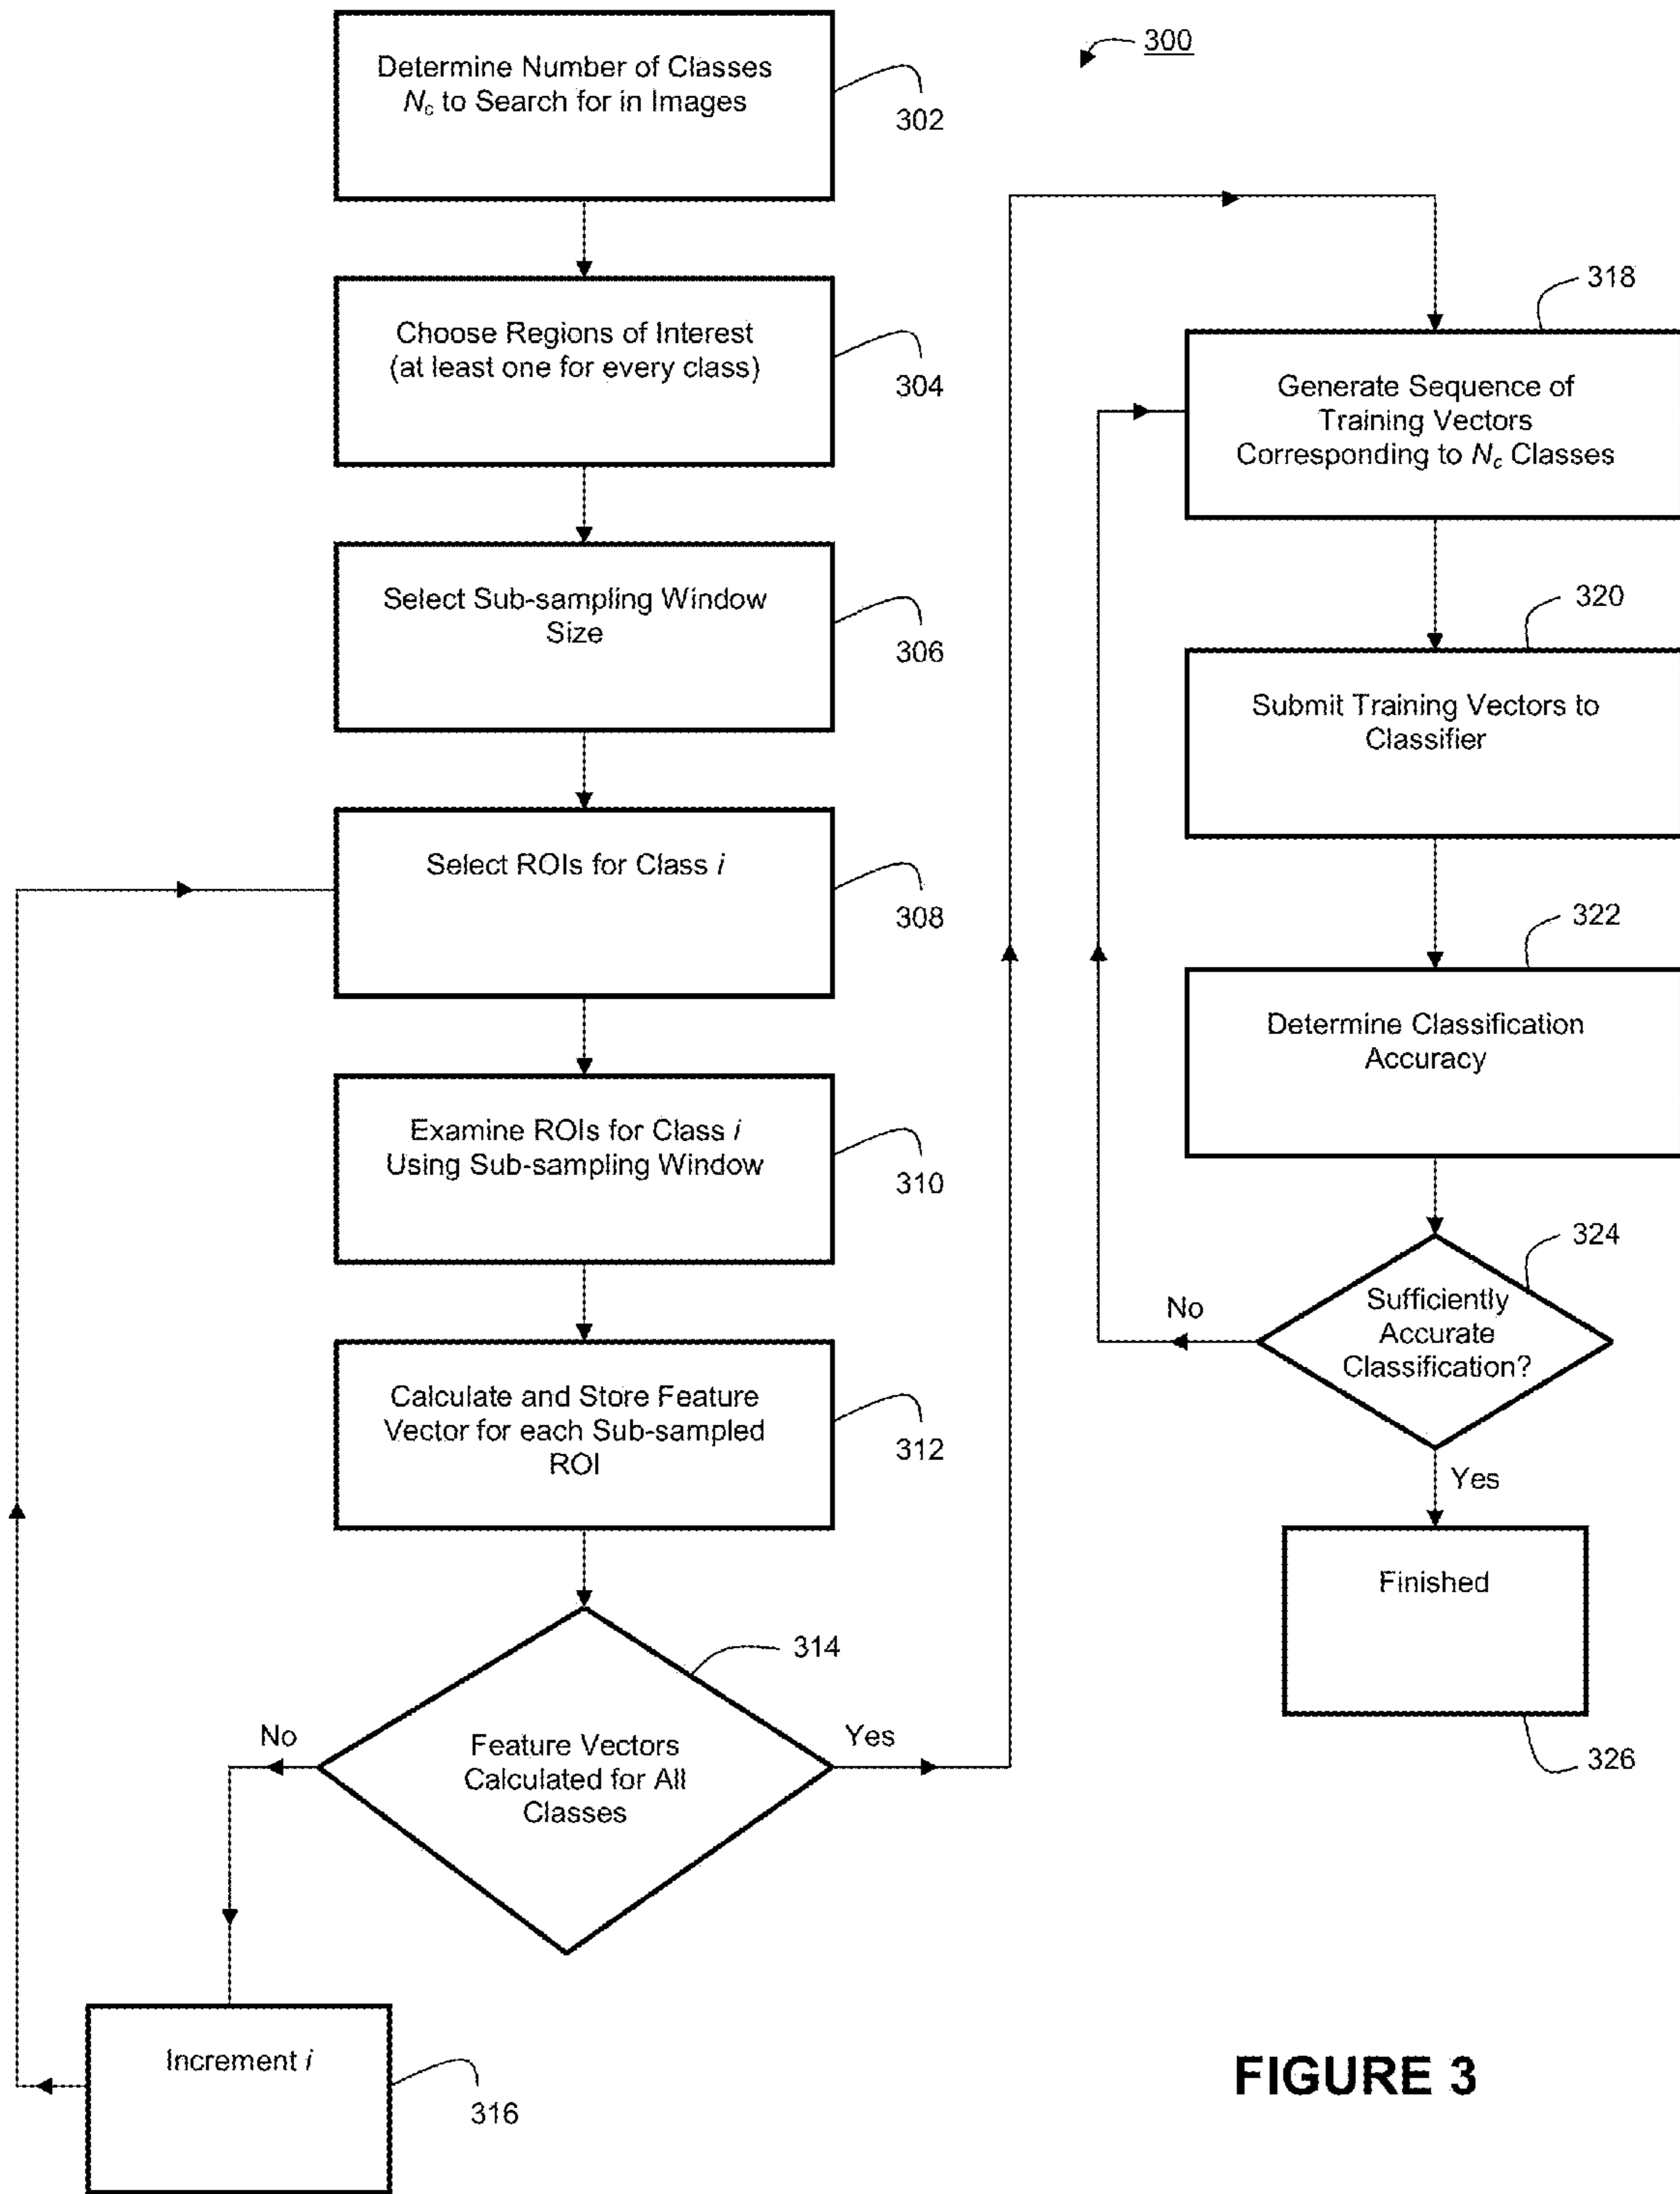 Determine Number of Classes
Nc to Search for in Images
302
300
Choose Regions of Interest
(at least one for every class)
304
Select Sub-sampling Window
Size
306
Select ROIs for Class i
308
Examine ROIs for Class i
Using Sub-sampling Window
310
Calculate and Store Feature
Vector for each Sub-sampled
ROI
312
314
Feature Vectors
Calculated for All
Classes
No
Yes
Increment i
316
318
Generate Sequence of
Training Vectors
Corresponding to Nc Classes
320
Submit Training Vectors to
Classifier
322
Determine Classification
Accuracy
324
Sufficiently
Accurate
Classification?
No
Yes
Finished
326
FIGURE 3